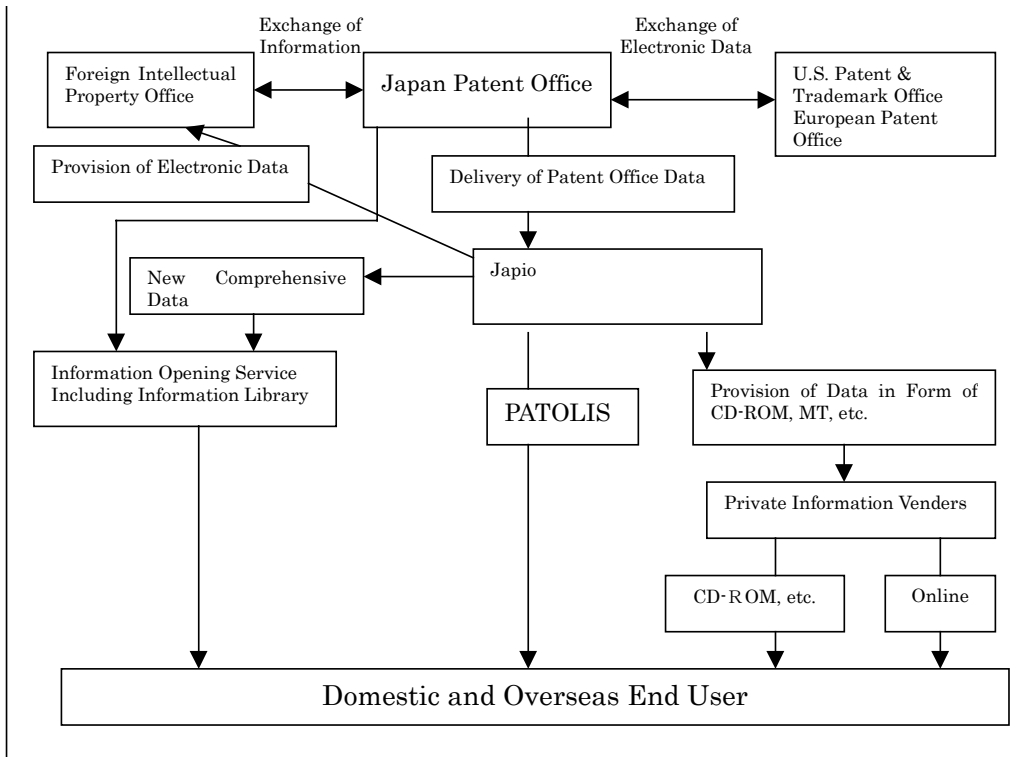 Exchange of
Information
Exchange of
Electronic Data
Foreign Intellectual
Property Office
Japan Patent Office
U.S. Patent &
Trademark Office
European Patent
Office
Provision of Electronic Data
Delivery of Patent Office Data
Japio
New Comprehensive
Data
Information Opening Service
Including Information Library
PATOLIS
Provision of Data in Form of
CD-ROM, MT, etc.
Private Information Venders
CD-ROM, etc.
Online
Domestic and Overseas End User